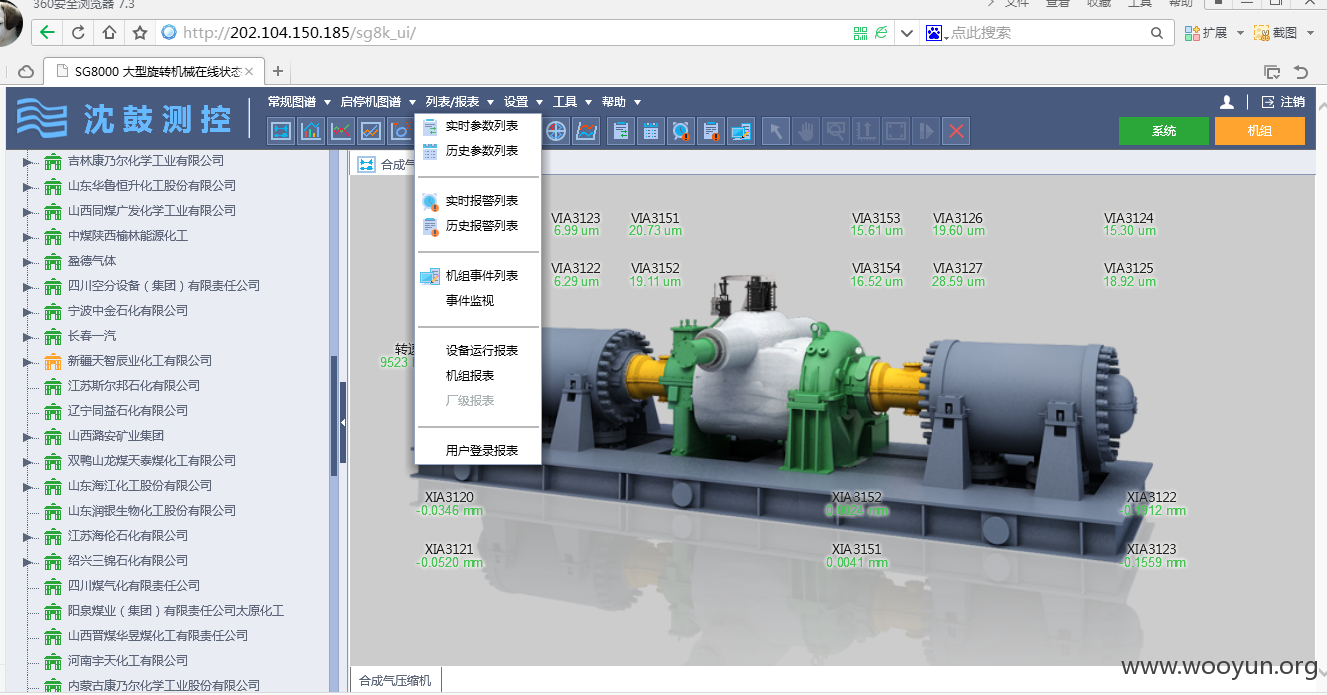 360安全浏览器 7.3
文件 查看 收藏 工具 帮助
http://202.104.150.185/sg8k_ui/
点此搜索
扩展
截图
SG8000 大型旋转机械在线状态
沈鼓测控
常规图谱 启停机图谱 列表/报表 设置 工具 帮助
注销
系统
机组
吉林康乃尔化学工业有限公司
山东华鲁恒升化工股份有限公司
山西同煤广发化学工业有限公司
中煤陕西榆林能源化工
盈德气体
四川空分设备（集团）有限责任公司
宁波中金石化有限公司
长春一汽
新疆天智辰业化工有限公司
江苏斯尔邦石化有限公司
辽宁同益石化有限公司
山西潞安矿业集团
双鸭山龙煤天泰煤化工有限公司
山东海江化工股份有限公司
山东润银生物化工股份有限公司
江苏海伦石化有限公司
绍兴三锦石化有限公司
四川煤气化有限责任公司
阳泉煤业（集团）有限责任公司太原化工
山西晋煤华昱煤化工有限责任公司
河南宇天化工有限公司
内蒙古康乃尔化学工业股份有限公司
合成气
实时参数列表
历史参数列表
实时报警列表
历史报警列表
机组事件列表
事件监视
设备运行报表
机组报表
厂级报表
用户登录报表
VIA3123
6.99 um
VIA3151
20.73 um
VIA3153
15.61 um
VIA3126
19.60 um
VIA3124
15.30 um
VIA3122
6.29 um
VIA3152
19.11 um
VIA3154
16.52 um
VIA3127
28.59 um
VIA3125
18.92 um
转速
9523
XIA3120
-0.0346 mm
XIA3152
mm
XIA3122
mm
XIA3121
-0.0520 mm
XIA3151
0.0041 mm
XIA3123
-0.1559 mm
合成气压缩机
www.wooyun.org